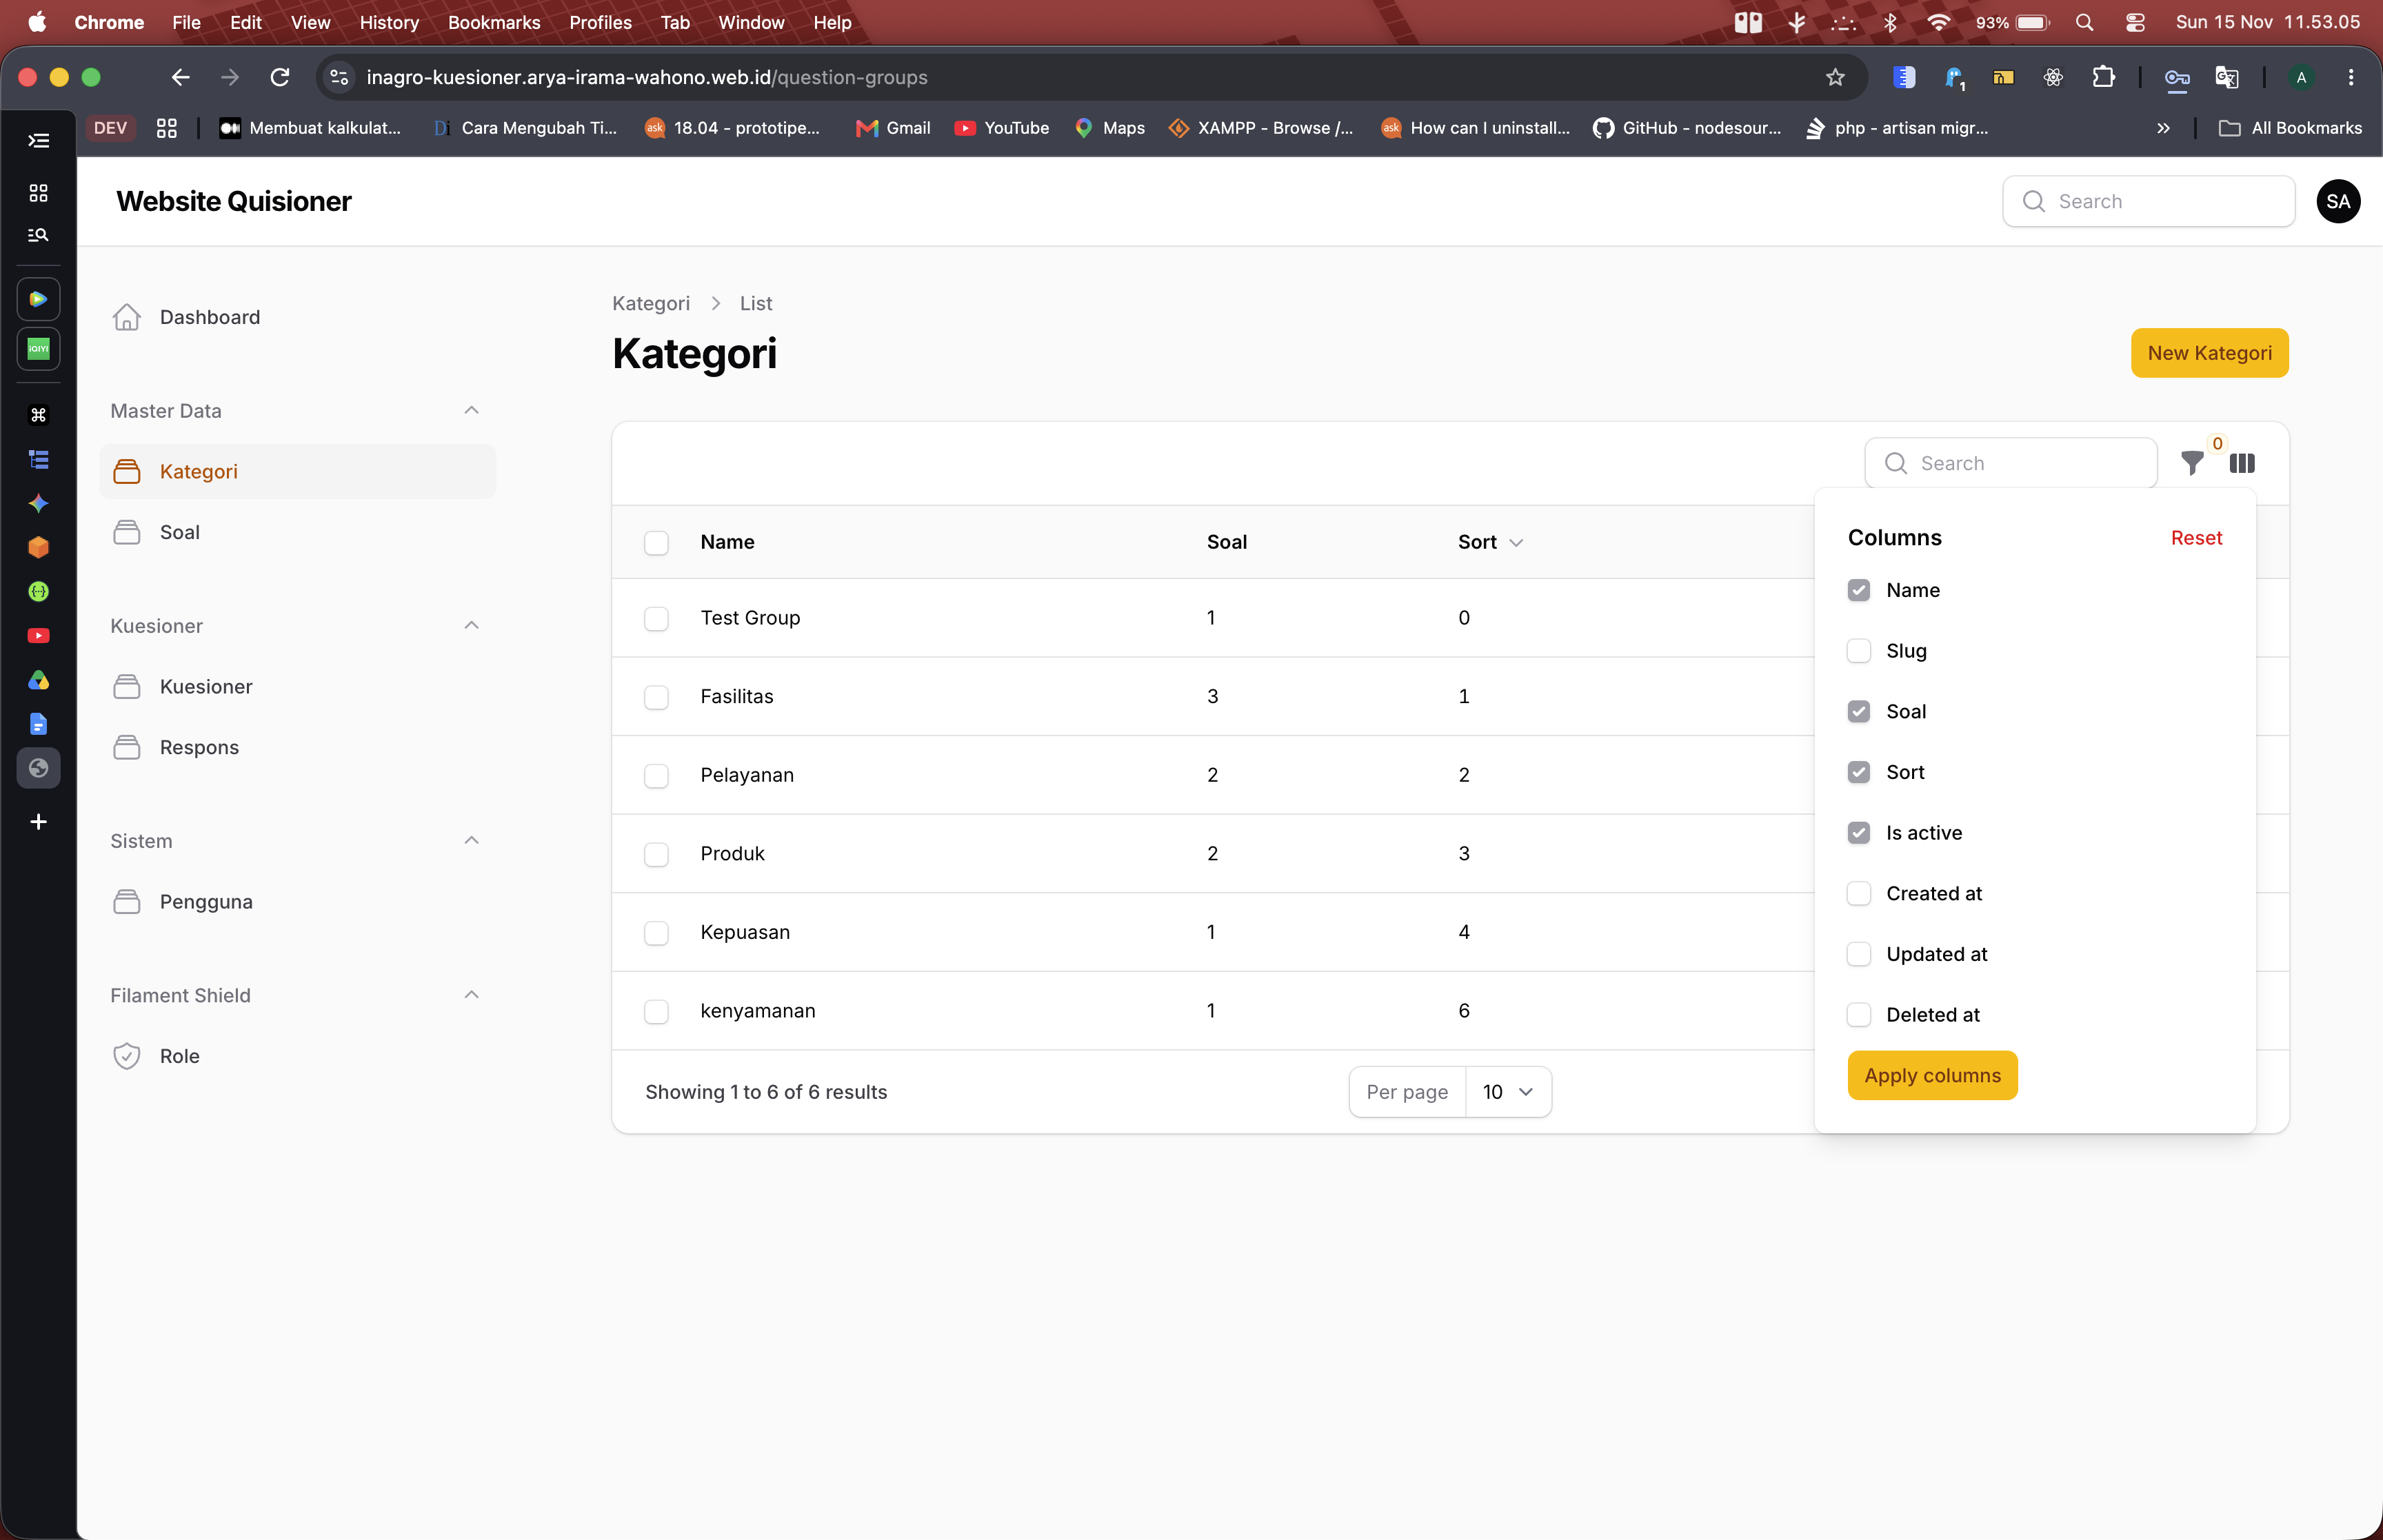 Chrome File Edit View History Bookmarks Profiles Tab Window Help 93% Sun 15 Nov 11.53.05
inagro-kuesioner.arya-irama-wahono.web.id/question-groups 1 A
DEV Membuat kalkulat... Di Cara Mengubah Ti... ask 18.04 - prototipe... Gmail YouTube Maps XAMPP - Browse /... ask How can I uninstall... GitHub - nodesour... php - artisan migr... » All Bookmarks
iQIYI
Website Quisioner
Search
SA
Dashboard
Master Data
Kategori
Soal
Kuesioner
Kuesioner
Respons
Sistem
Pengguna
Filament Shield
Role
Kategori > List
Kategori
New Kategori
Search
0
Name Soal Sort
Test Group 1 0
Fasilitas 3 1
Pelayanan 2 2
Produk 2 3
Kepuasan 1 4
kenyamanan 1 6
Showing 1 to 6 of 6 results
Per page 10
Columns Reset
Name
Slug
Soal
Sort
Is active
Created at
Updated at
Deleted at
Apply columns